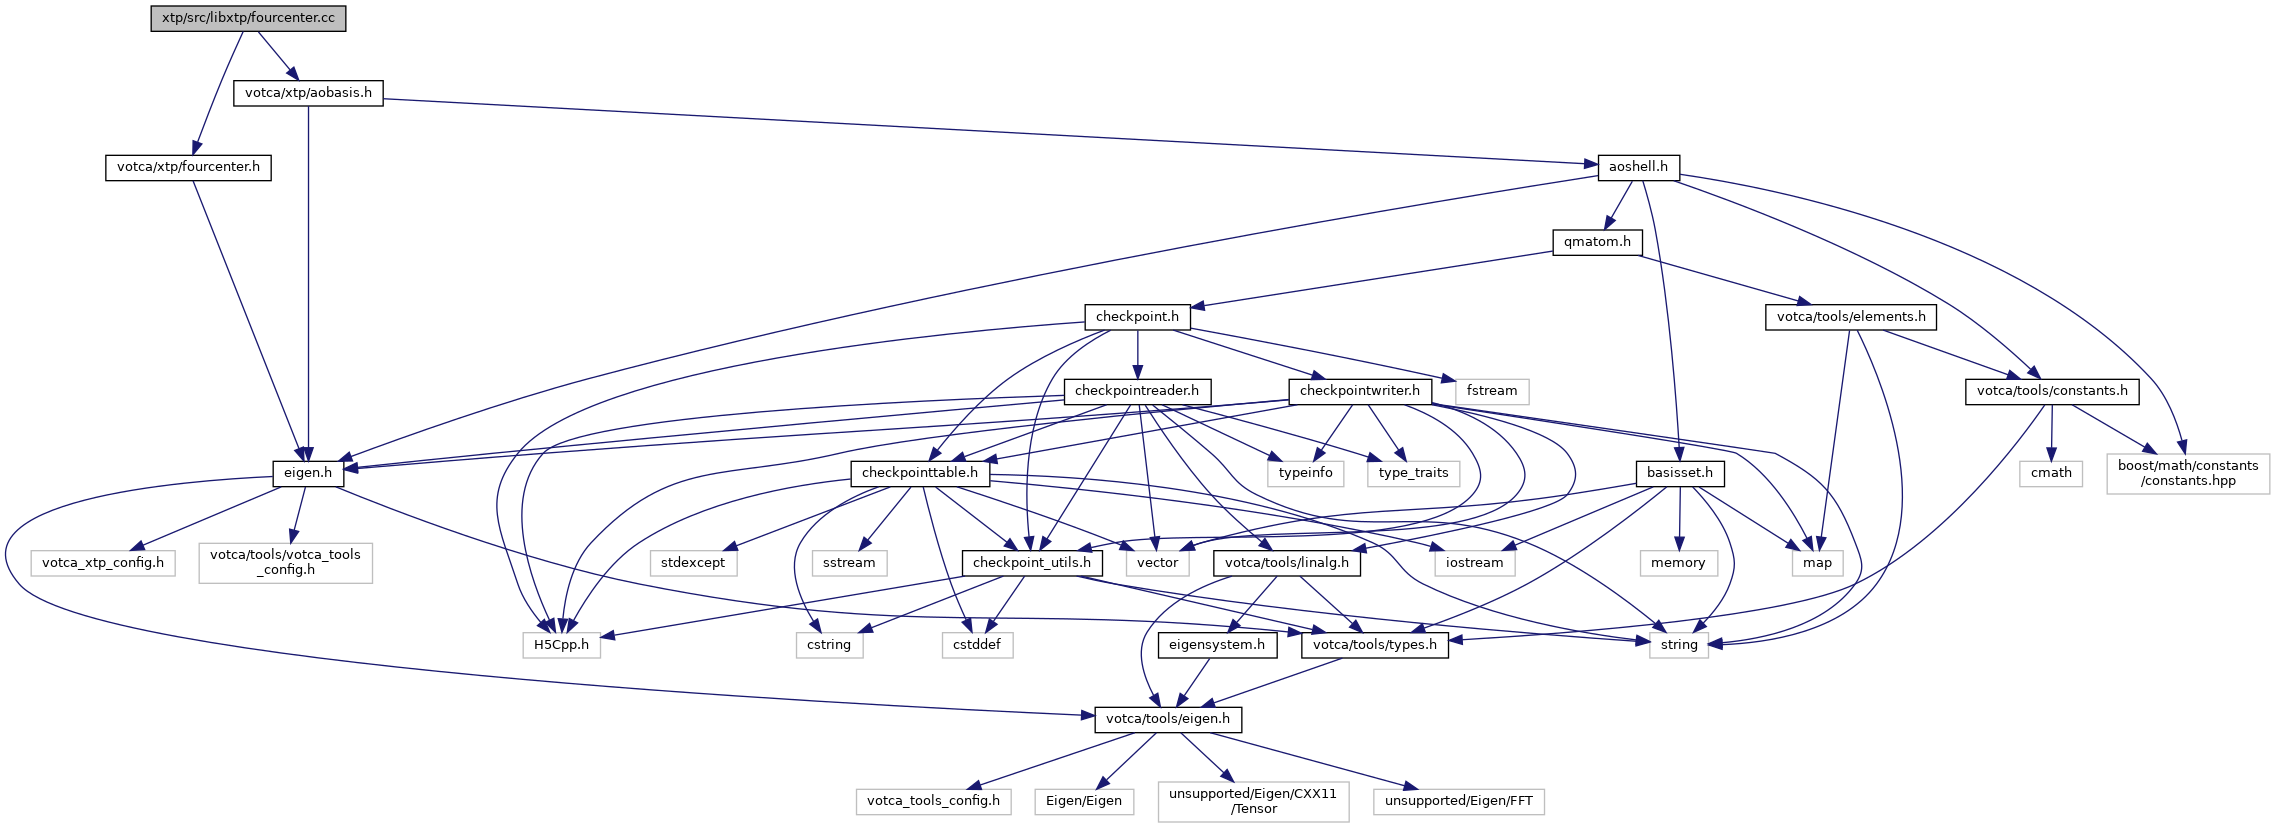 xtp/src/libxtp/fourcenter.cc
votca/xtp/aobasis.h
votca/xtp/fourcenter.h
aoshell.h
qmatom.h
checkpoint.h
votca/tools/elements.h
checkpointreader.h
checkpointwriter.h
fstream
votca/tools/constants.h
eigen.h
checkpointtable.h
typeinfo
type_traits
basisset.h
cmath
boost/math/constants
/constants.hpp
votca_xtp_config.h
votca/tools/votca_tools
_config.h
stdexcept
sstream
checkpoint_utils.h
vector
votca/tools/linalg.h
iostream
memory
map
H5Cpp.h
cstring
cstddef
eigensystem.h
votca/tools/types.h
string
votca/tools/eigen.h
votca_tools_config.h
Eigen/Eigen
unsupported/Eigen/CXX11
/Tensor
unsupported/Eigen/FFT